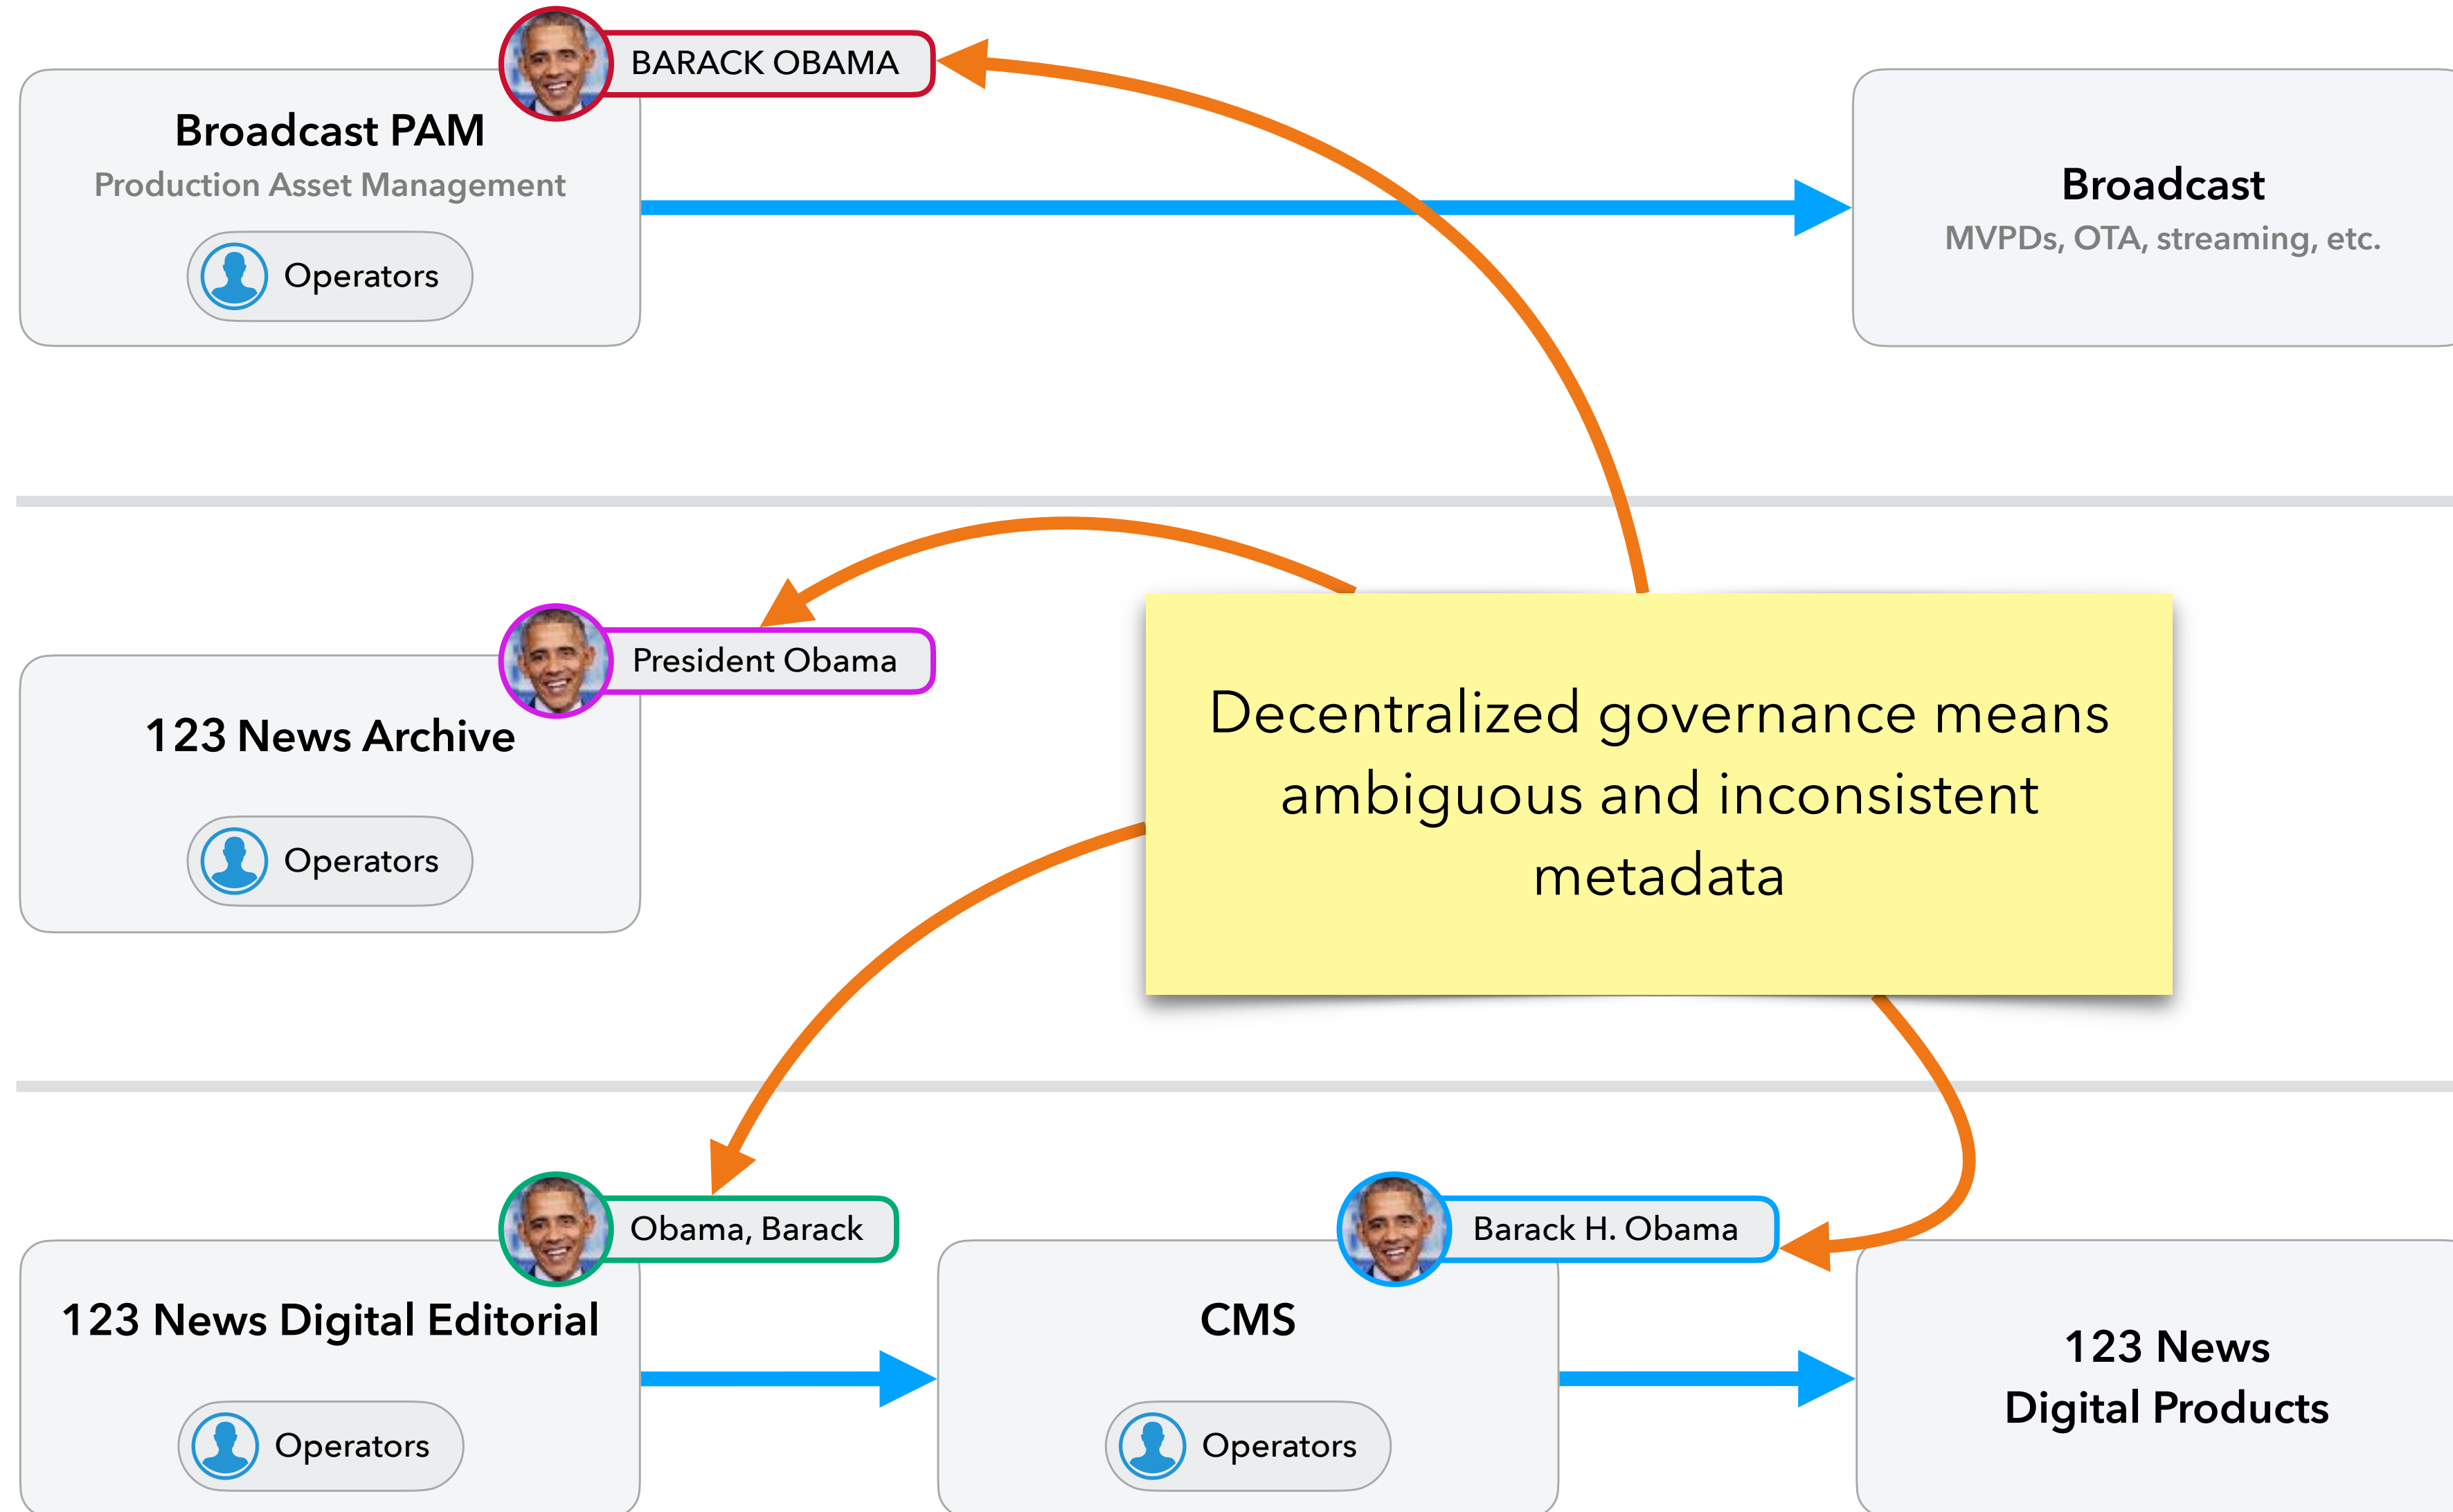 BARACK OBAMA
Broadcast PAM
Production Asset Management
Operators
Broadcast
MVPDs, OTA, streaming, etc.
President Obama
123 News Archive
Operators
Decentralized governance means
ambiguous and inconsistent
metadata
Obama, Barack
123 News Digital Editorial
Operators
Barack H. Obama
CMS
Operators
123 News
Digital Products